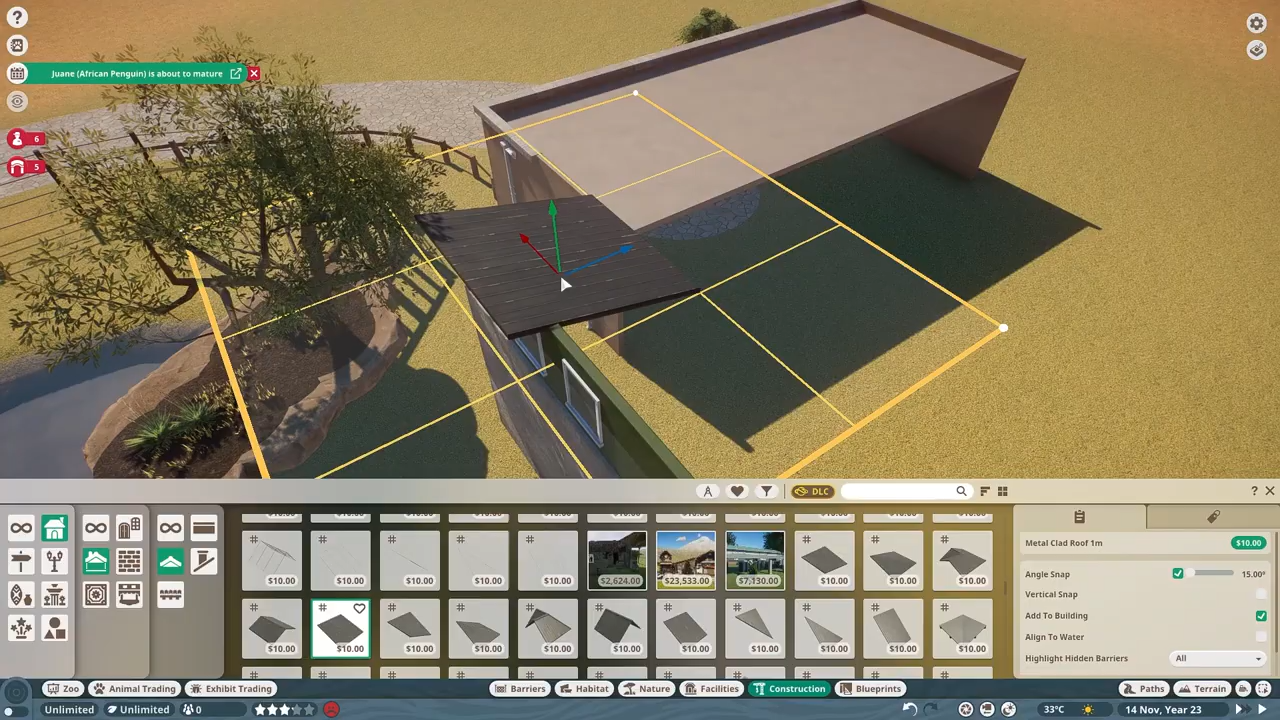 ?
Juane (African Penguin) is about to mature
6
5
DLC
?
Metal Clad Roof 1m
$10.00
Angle Snap
15.00°
Vertical Snap
Add To Building
Align To Water
Highlight Hidden Barriers
All
$10.00
$10.00
$10.00
$10.00
$10.00
$2,624.00
$23,533.00
$7,130.00
$10.00
$10.00
$10.00
$10.00
$10.00
$10.00
$10.00
$10.00
$10.00
$10.00
$10.00
$10.00
$10.00
$10.00
Zoo
Animal Trading
Exhibit Trading
Barriers
Habitat
Nature
Facilities
Construction
Blueprints
Paths
Terrain
Unlimited
Unlimited
0
33°C
14 Nov, Year 23